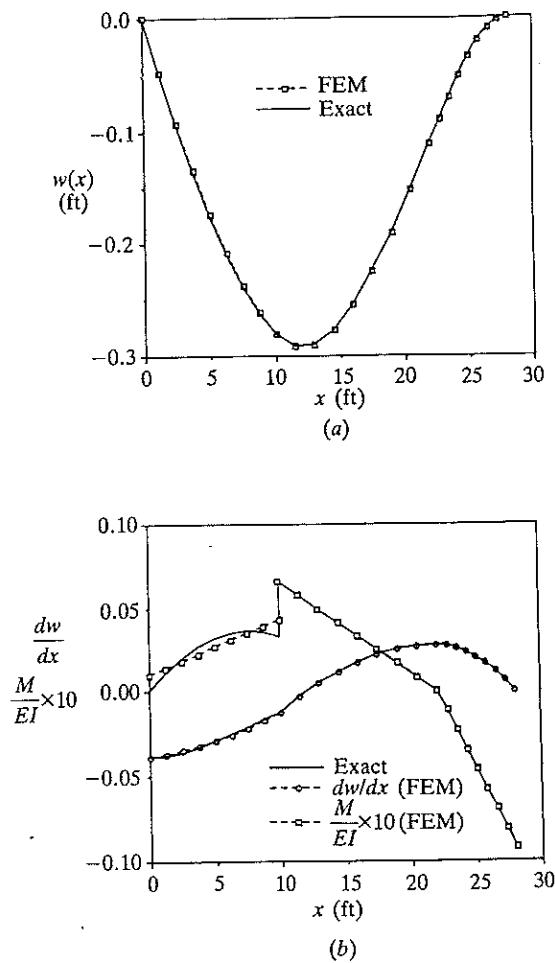 0.0
FEM
Exact
−0.1
w(x)
(ft)
−0.2
−0.3
0 5 10 15 20 25 30
x (ft)
(a)
0.10
0.05
dw
dx
0.00
M
EI ×10
−0.05
Exact
dw/dx (FEM)
M
EI ×10 (FEM)
−0.10
0 5 10 15 20 25 30
x (ft)
(b)